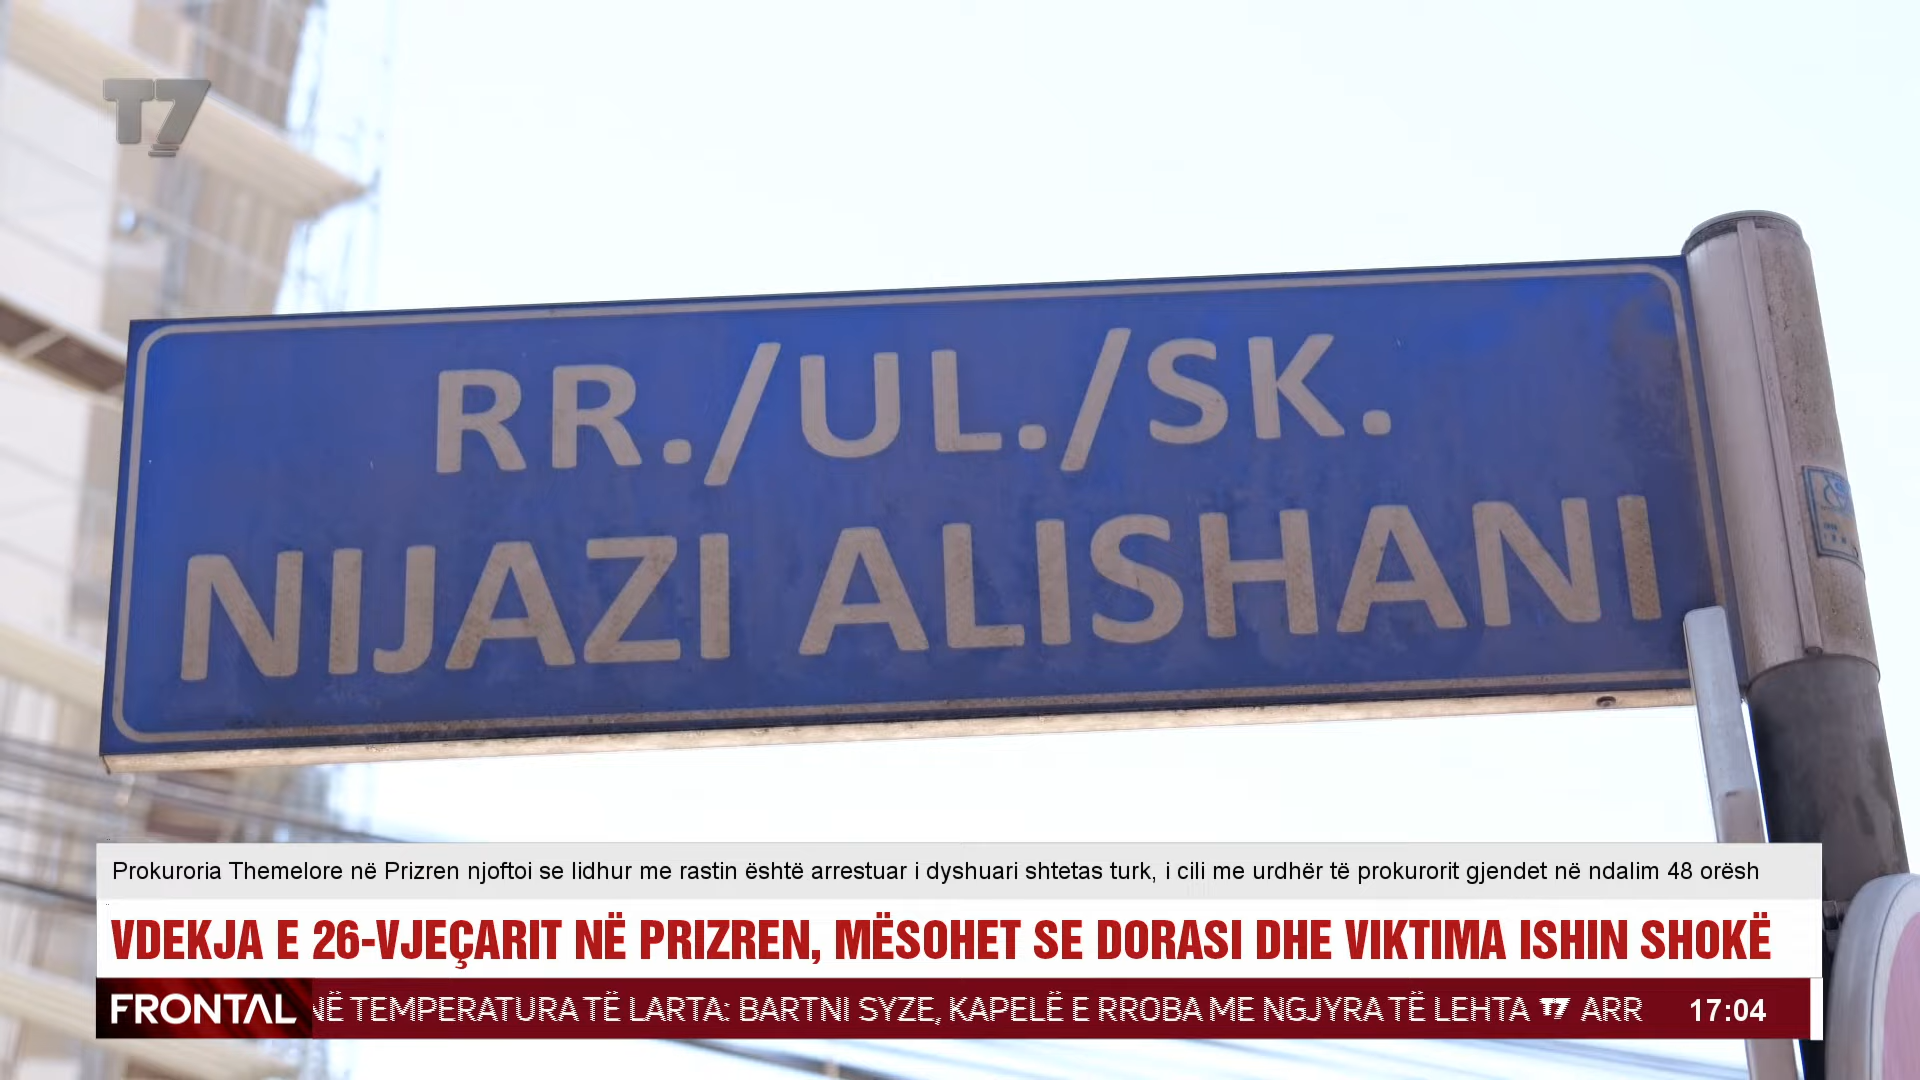 T7
RR./UL./SK.
NIJAZI ALISHANI
Prokuroria Themelore në Prizren njoftoi se lidhur me rastin është arrestuar i dyshuari shtetas turk, i cili me urdhër të prokurorit gjendet në ndalim 48 orësh
VDEKJA E 26-VJEÇARIT NË PRIZREN, MËSOHET SE DORASI DHE VIKTIMA ISHIN SHOKË
FRONTAL NË TEMPERATURA TË LARTA: BARTNI SYZE, KAPELË E RROBA ME NGJYRA TË LEHTA T7 ARR 17:04